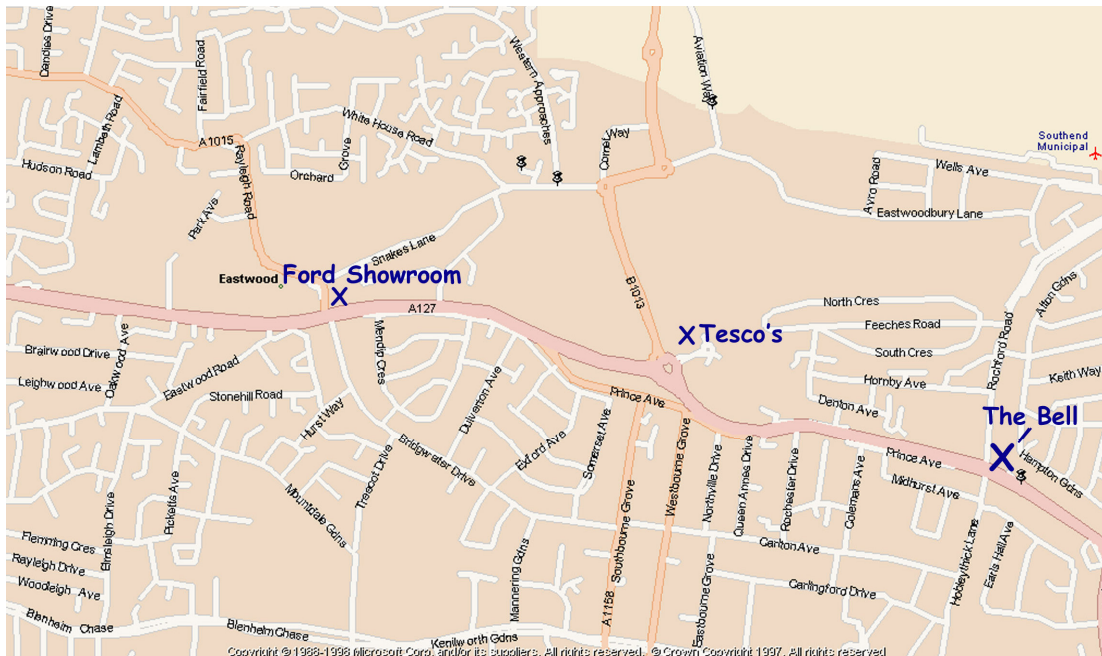 Dandies Drive
Fairfield Road
Western Approaches
Aviation Way
Lambeth Road
White House Road
Comet Way
Southend
Municipal
A1015
Hudson Road
Rayleigh Road
Orchard Grove
Avro Road
Wells Ave
Park Ave
Eastwoodbury Lane
Snakes Lane
Eastwood
Ford Showroom
X
B1013
Alton Gdns
A127
North Cres
Feeches Road
X Tesco's
Rochford Road
Brairwood Drive
Oakwood Ave
Mendip Cres
South Cres
Leighwood Ave
Eastwood Road
Stonehill Road
Dulverton Ave
Hornby Ave
Keith Way
Prince Ave
Denton Ave
The Bell
X
Hurst Way
Bridgwater Drive
Exford Ave
Somerset Ave
Westbourne Grove
Northville Drive
Queen Annes Drive
Rochester Drive
Colemans Ave
Prince Ave
Hampton Gdns
Midhurst Ave
Picketts Ave
Mountdale Gdns
Trescot Drive
Southbourne Grove
Flemming Cres
Elmsleigh Drive
Mannering Gdns
Carlton Ave
Hobleythick Lane
Earls Hall Ave
Rayleigh Drive
Woodleigh Ave
Eastbourne Grove
Carlingford Drive
A1158
Blenheim Chase
Blenheim Chase
Kenilworth Gdns
Copyright © 1988-1998 Microsoft Corp. and/or its suppliers. All rights reserved. © Crown Copyright 1997. All rights reserved